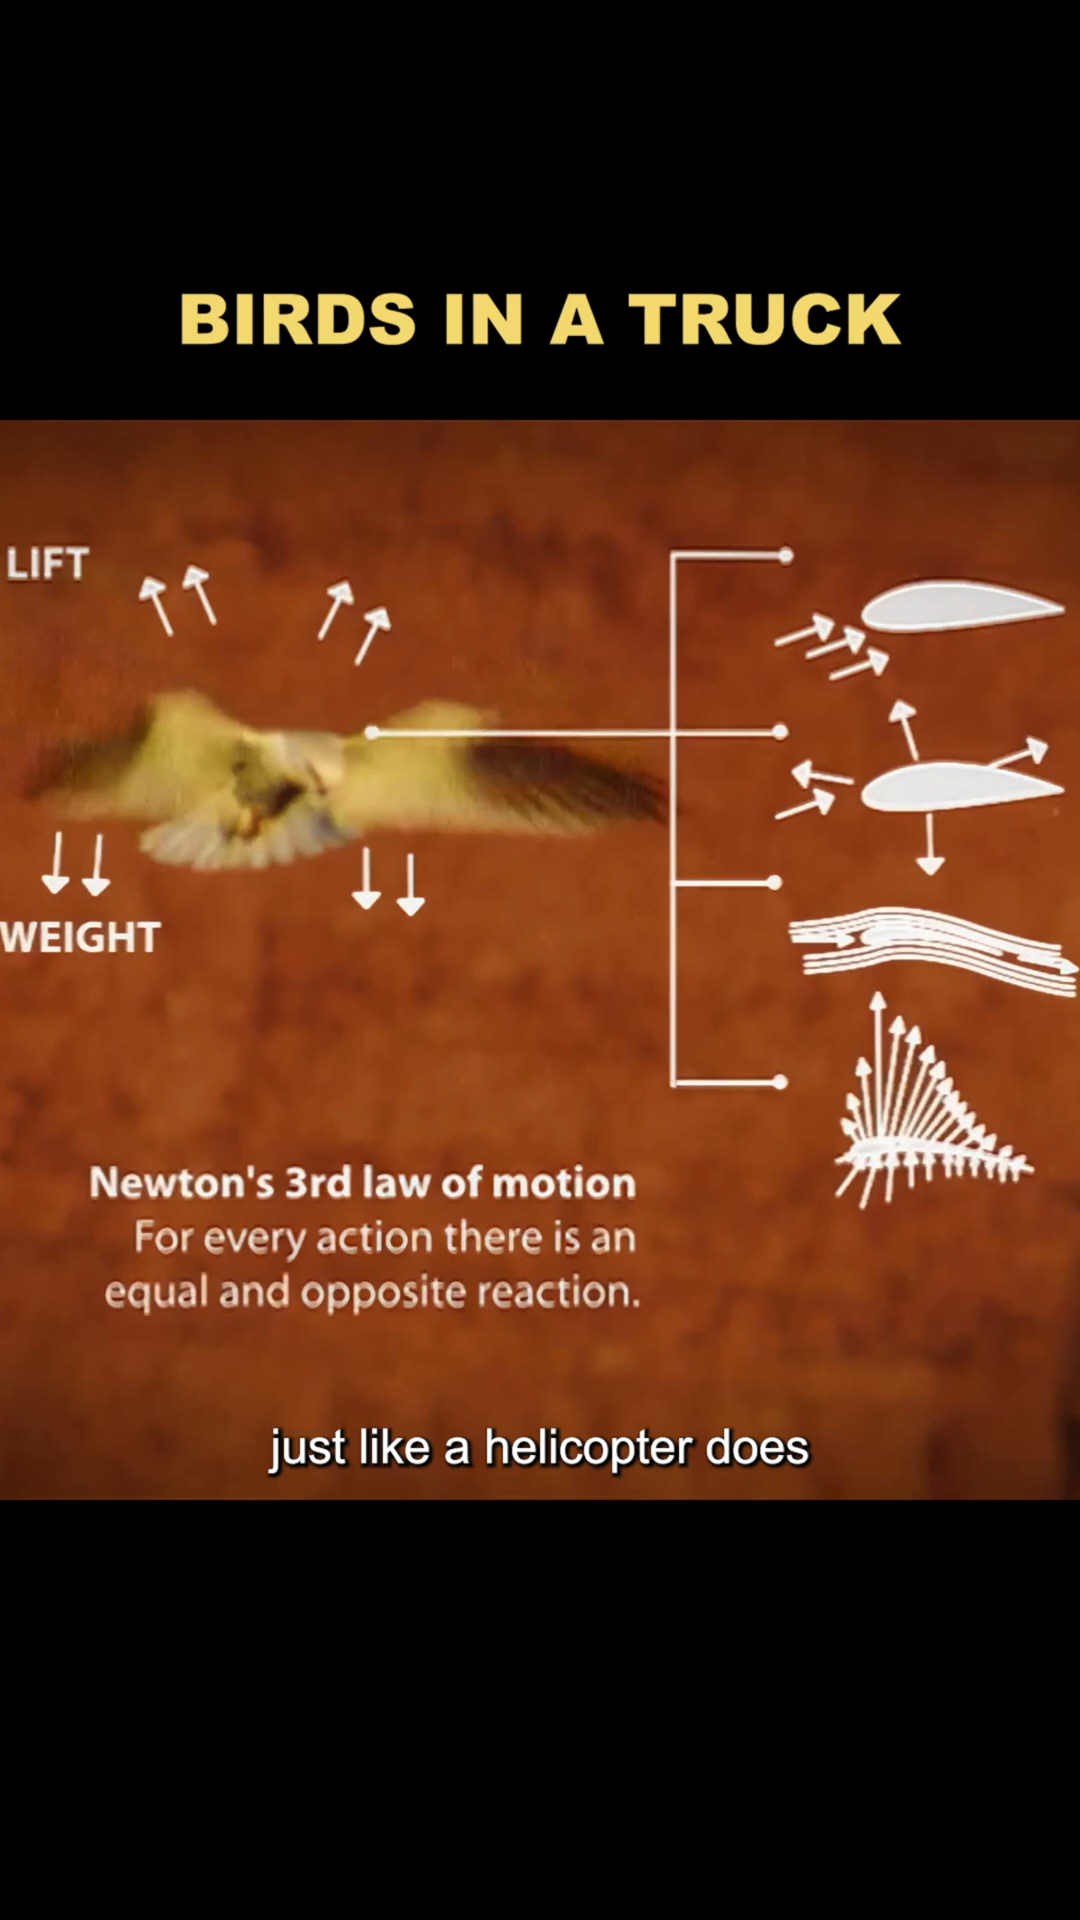 BIRDS IN A TRUCK
LIFT
WEIGHT
Newton's 3rd law of motion
For every action there is an
equal and opposite reaction.
just like a helicopter does